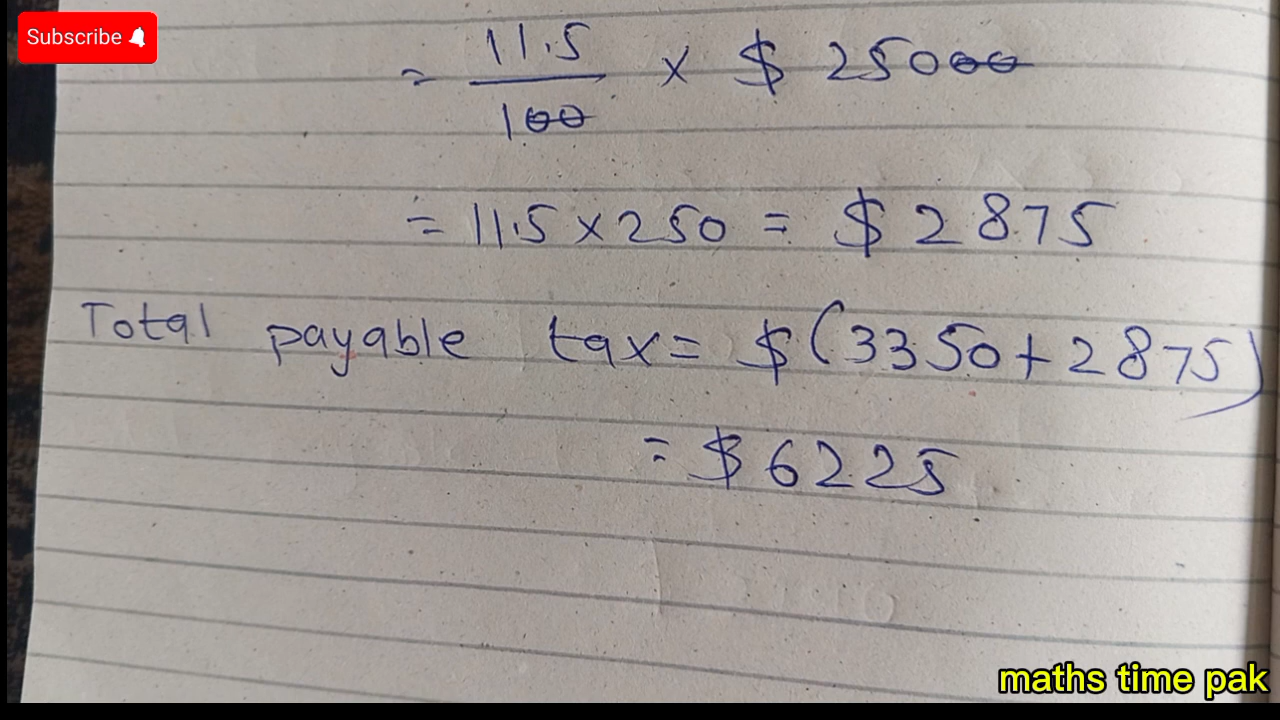 Subscribe
= 11.5/100 × $ 25000
= 11.5 × 250 = $ 2875
Total payable tax = $(3350+2875)
= $ 6225
maths time pak